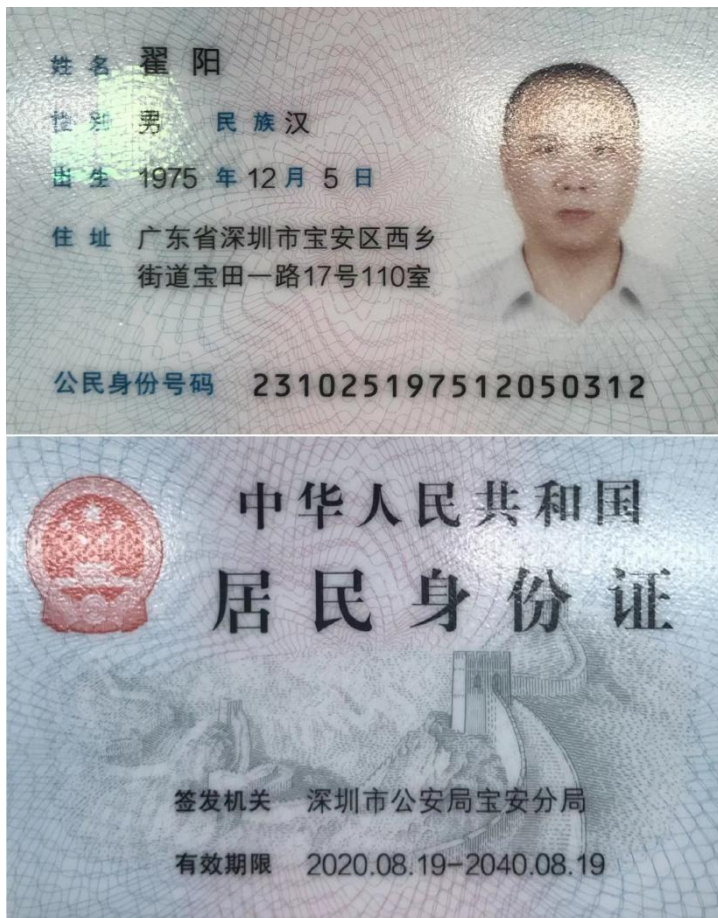 姓名 翟阳
性别 男 民族 汉
出生 1975 年 12 月 5 日
住址 广东省深圳市宝安区西乡
街道宝田一路17号110室
公民身份号码 231025197512050312
中华人民共和国
居民身份证
签发机关 深圳市公安局宝安分局
有效期限 2020.08.19-2040.08.19